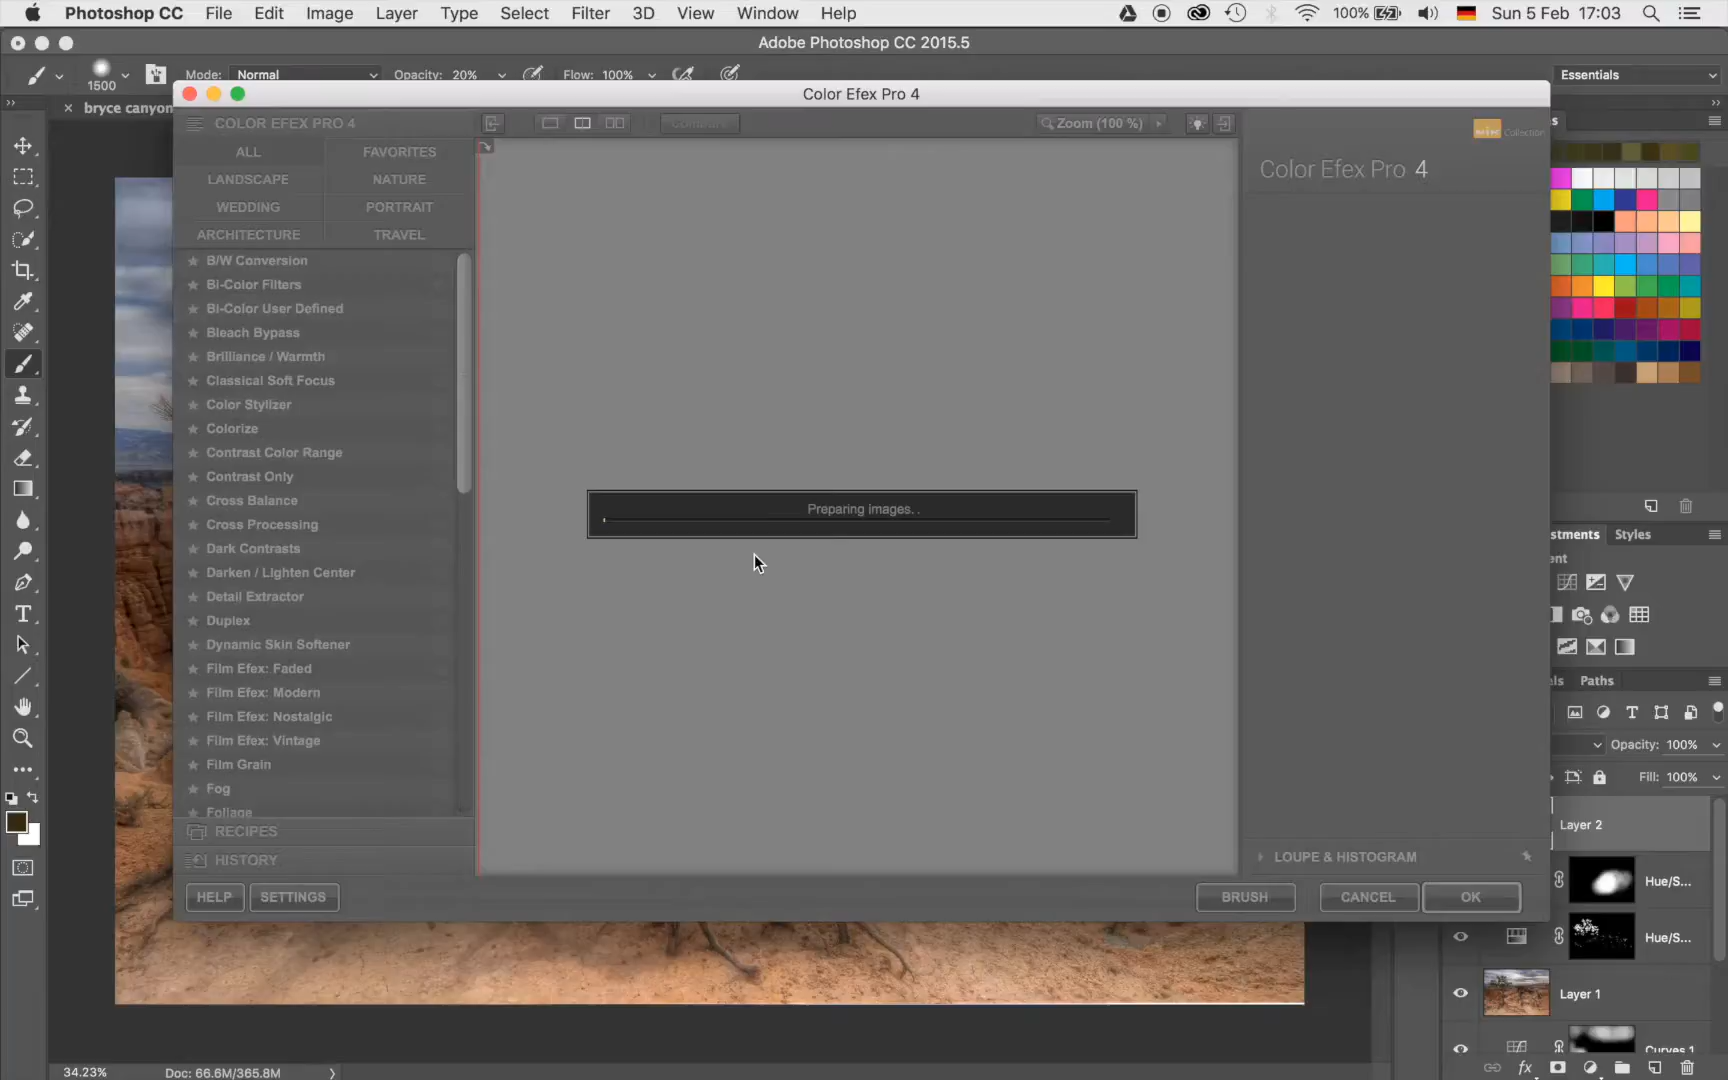 Photoshop CC File Edit Image Layer Type Select Filter 3D View Window Help 100% Sun 5 Feb 17:03
Adobe Photoshop CC 2015.5
1500 Mode: Normal Opacity: 20% Flow: 100% Essentials
bryce canyon
Color Efex Pro 4
COLOR EFEX PRO 4
Compare
Zoom (100 %)
nik Collection
ALL FAVORITES
LANDSCAPE NATURE
WEDDING PORTRAIT
ARCHITECTURE TRAVEL
Color Efex Pro 4
B/W Conversion
Bi-Color Filters
Bi-Color User Defined
Bleach Bypass
Brilliance / Warmth
Classical Soft Focus
Color Stylizer
Colorize
Contrast Color Range
Contrast Only
Cross Balance
Cross Processing
Dark Contrasts
Darken / Lighten Center
Detail Extractor
Duplex
Dynamic Skin Softener
Film Efex: Faded
Film Efex: Modern
Film Efex: Nostalgic
Film Efex: Vintage
Film Grain
Fog
Foliage
RECIPES
HISTORY
HELP SETTINGS
Preparing images. .
LOUPE & HISTOGRAM
BRUSH CANCEL OK
s
stments Styles
ent
ls Paths
Opacity: 100%
Fill: 100%
Layer 2
Hue/S...
Hue/S...
Layer 1
Curves 1
fx
34.23% Doc: 66.6M/365.8M